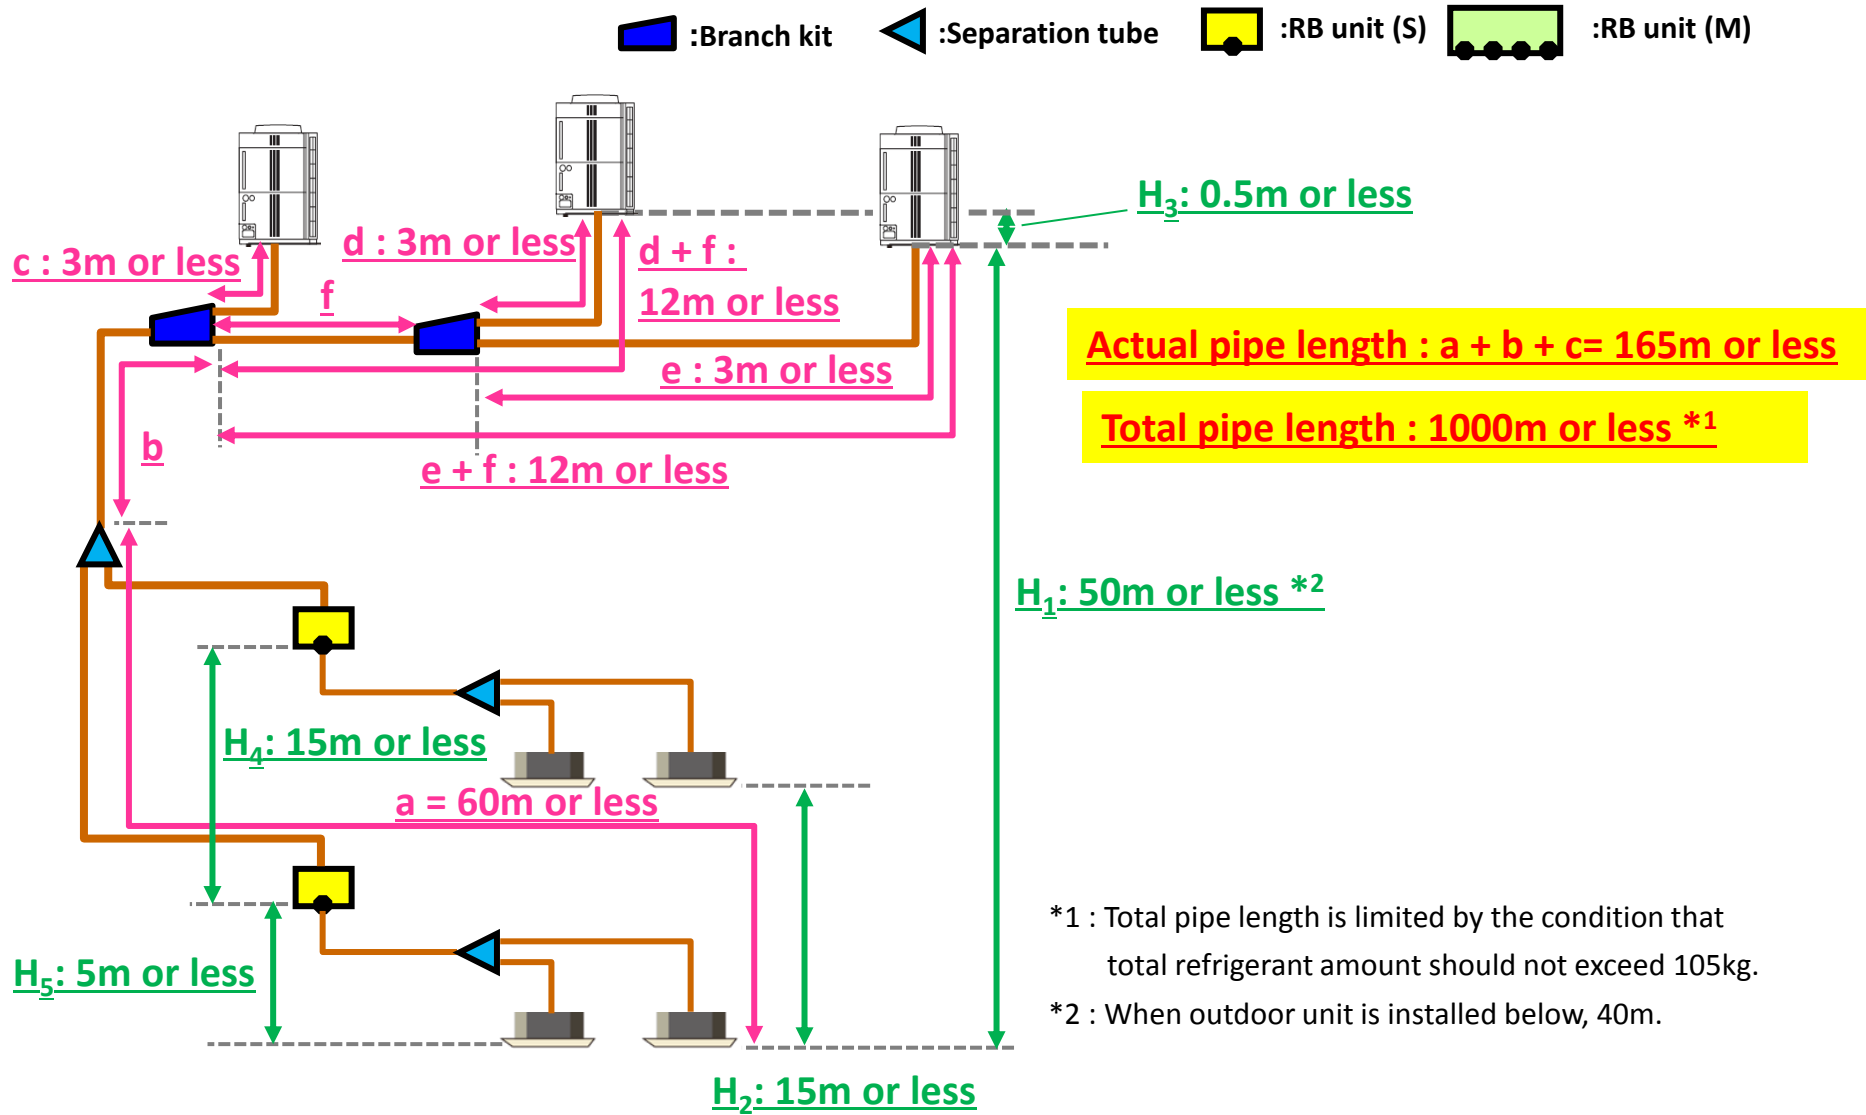 :Branch kit
:Separation tube
:RB unit (S)
:RB unit (M)
H3: 0.5m or less
c : 3m or less
d : 3m or less
d + f :
12m or less
f
e : 3m or less
Actual pipe length : a + b + c= 165m or less
Total pipe length : 1000m or less *1
b
e + f : 12m or less
H1: 50m or less *2
H4: 15m or less
a = 60m or less
H5: 5m or less
*1 : Total pipe length is limited by the condition that
total refrigerant amount should not exceed 105kg.
*2 : When outdoor unit is installed below, 40m.
H2: 15m or less